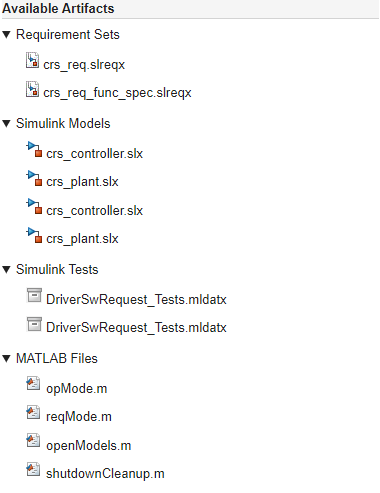 Available Artifacts
Requirement Sets
crs_req.slreqx
crs_req_func_spec.slreqx
Simulink Models
crs_controller.slx
crs_plant.slx
crs_controller.slx
crs_plant.slx
Simulink Tests
DriverSwRequest_Tests.mldatx
DriverSwRequest_Tests.mldatx
MATLAB Files
opMode.m
reqMode.m
openModels.m
shutdownCleanup.m